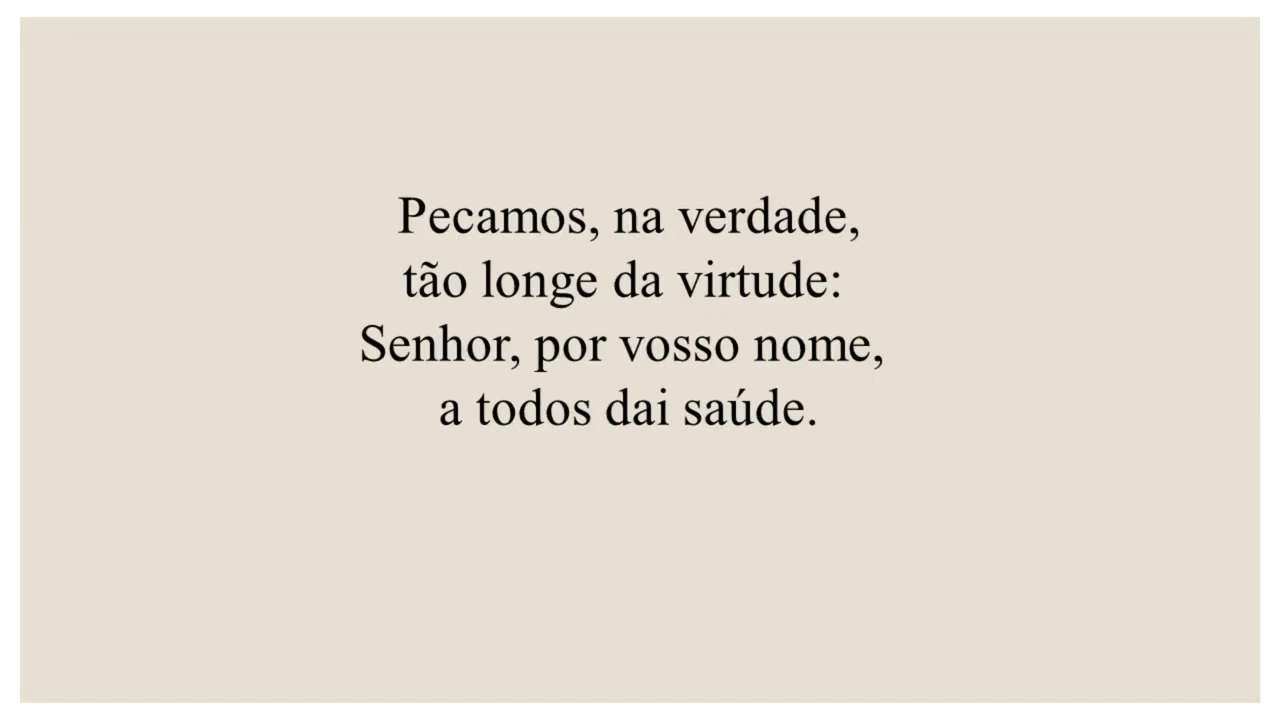 Pecamos, na verdade,
tão longe da virtude:
Senhor, por vosso nome,
a todos dai saúde.